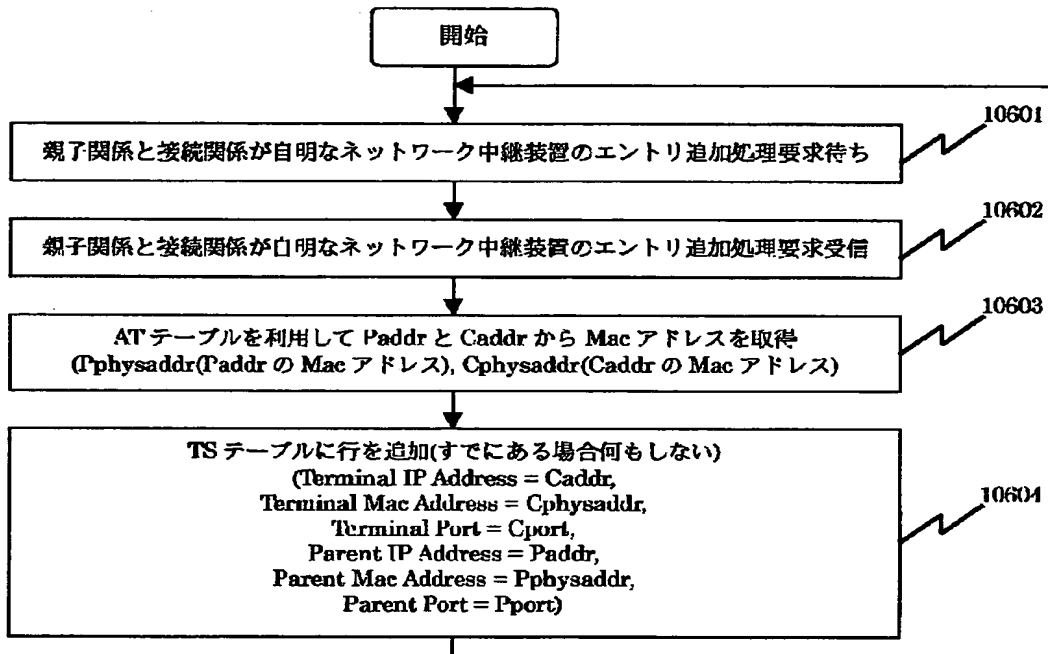 開始
10601
親子関係と接続関係が自明なネットワーク中継装置のエントリ追加処理要求待ち
10602
親子関係と接続関係が自明なネットワーク中継装置のエントリ追加処理要求受信
10603
AT テーブルを利用して Paddr と Caddr から Mac アドレスを取得
(Pphysaddr(Paddr の Mac アドレス), Cphysaddr(Caddr の Mac アドレス)
10604
TS テーブルに行を追加(すでにある場合何もしない)
(Terminal IP Address = Caddr,
Terminal Mac Address = Cphysaddr,
Terminal Port = Cport,
Parent IP Address = Paddr,
Parent Mac Address = Pphysaddr,
Parent Port = Pport)